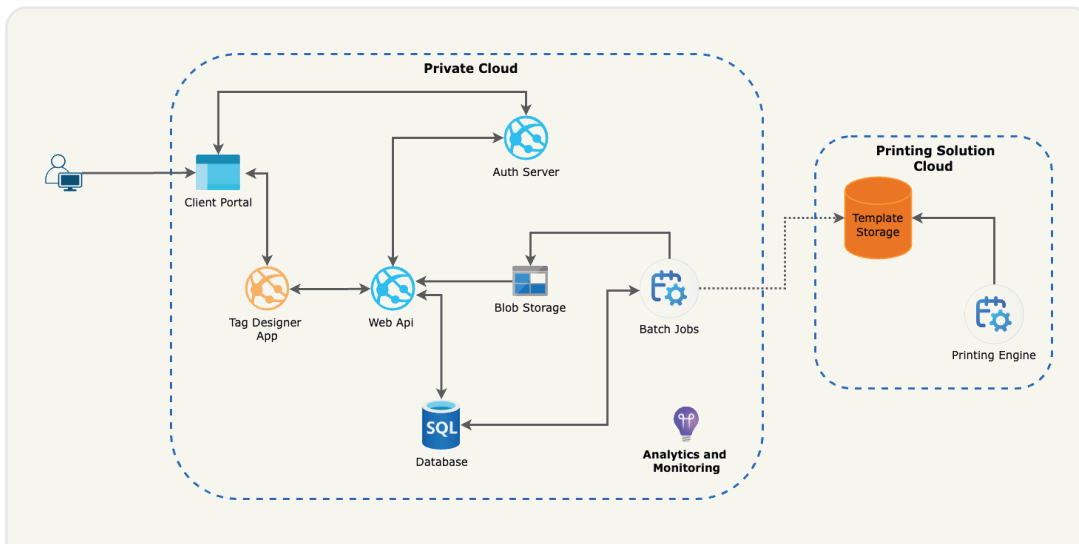 Private Cloud
Auth Server
Client Portal
Printing Solution
Cloud
Template
Storage
Tag Designer
App
Web Api
Blob Storage
Batch Jobs
Printing Engine
SQL
Database
Analytics and
Monitoring